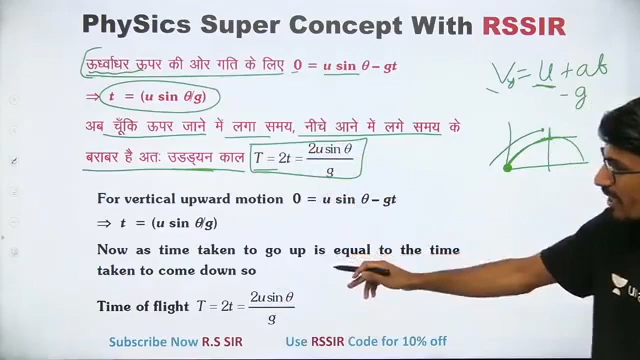 PhySics Super Concept With RSSIR
ऊर्ध्वाधर ऊपर की ओर गति के लिए 0 = u sin θ – gt
⇒ t = (u sin θ/g)
अब चूँकि ऊपर जाने में लगा समय, नीचे आने में लगे समय के
बराबर है अतः उडड्यन काल T = 2t = 2u sin θ / g
Vy = u + at
– g
For vertical upward motion 0 = u sin θ – gt
⇒ t = (u sin θ/g)
Now as time taken to go up is equal to the time
taken to come down so
Time of flight T = 2t = 2u sin θ / g
Subscribe Now R.S SIR Use RSSIR Code for 10% off